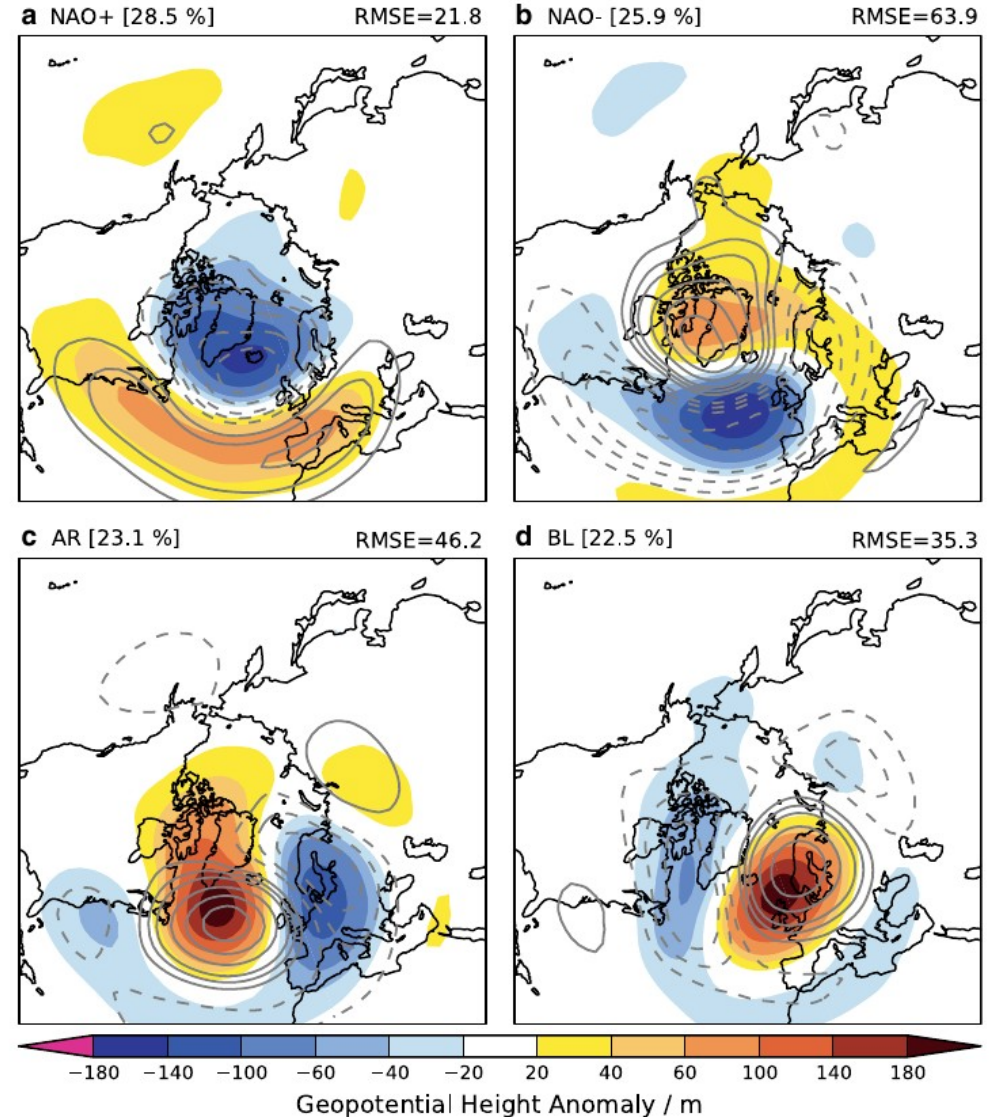 a NAO+ [28.5 %] RMSE=21.8
b NAO- [25.9 %] RMSE=63.9
c AR [23.1 %] RMSE=46.2
d BL [22.5 %] RMSE=35.3
−180 −140 −100 −60 −40 −20 20 40 60 100 140 180
Geopotential Height Anomaly / m